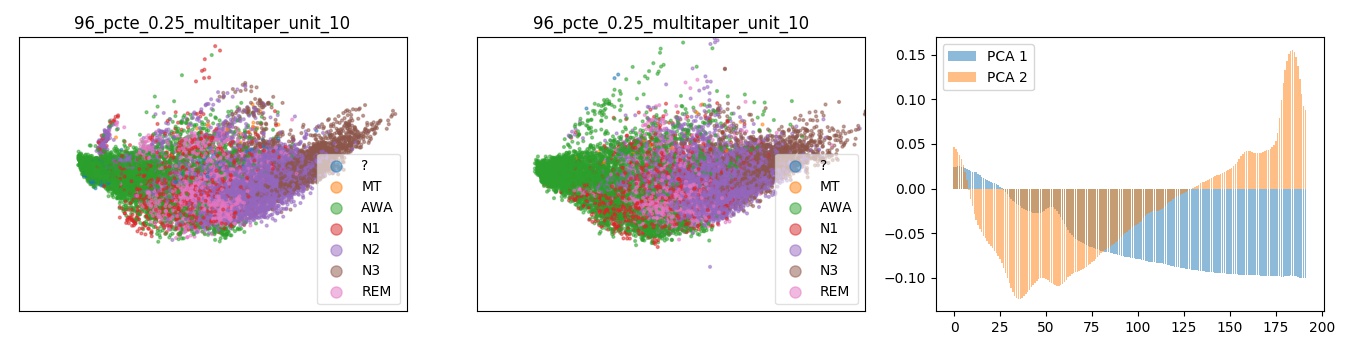 96_pcte_0.25_multitaper_unit_10
?
MT
AWA
N1
N2
N3
REM
96_pcte_0.25_multitaper_unit_10
?
MT
AWA
N1
N2
N3
REM
PCA 1
PCA 2
0.15
0.10
0.05
0.00
−0.05
−0.10
0
25
50
75
100
125
150
175
200